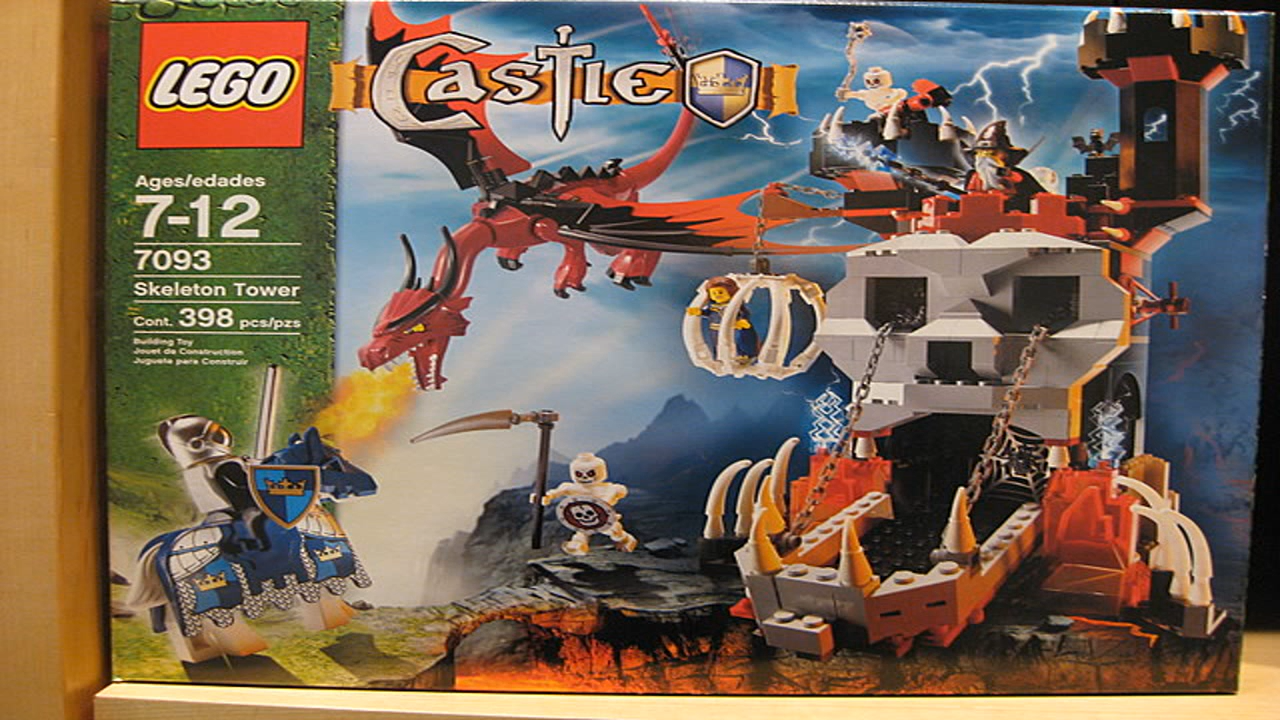 LEGO
CASTLE
Ages/edades
7-12
7093
Skeleton Tower
Cont. 398 pcs/pzs
Building Toy
Jouet de Construction
Juguete para Construir